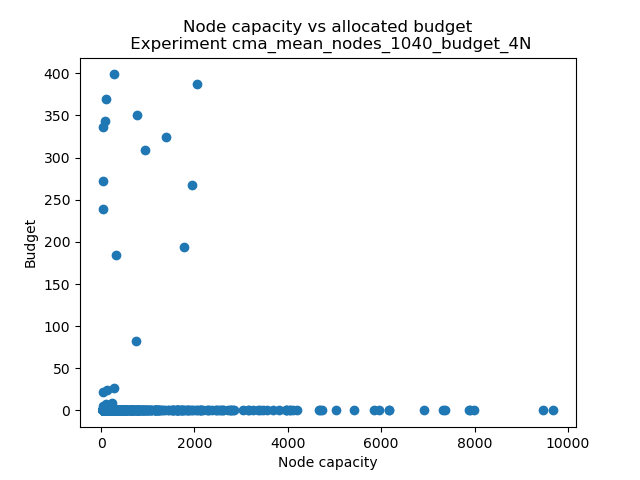 Node capacity vs allocated budget
Experiment cma_mean_nodes_1040_budget_4N
400
350
300
250
200
150
100
50
0
Budget
0 2000 4000 6000 8000 10000
Node capacity